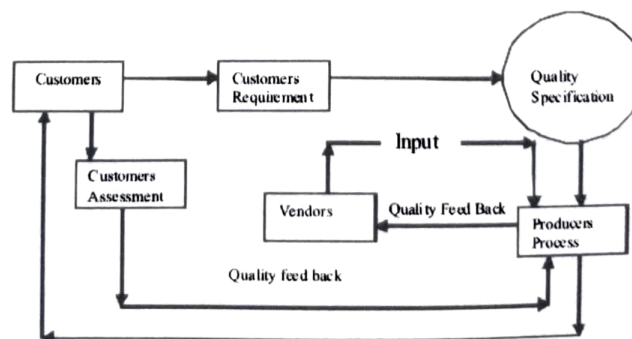 Customers
Customers
Requirement
Quality
Specification
Input
Customers
Assessment
Vendors
Quality Feed Back
Producers
Process
Quality feed back